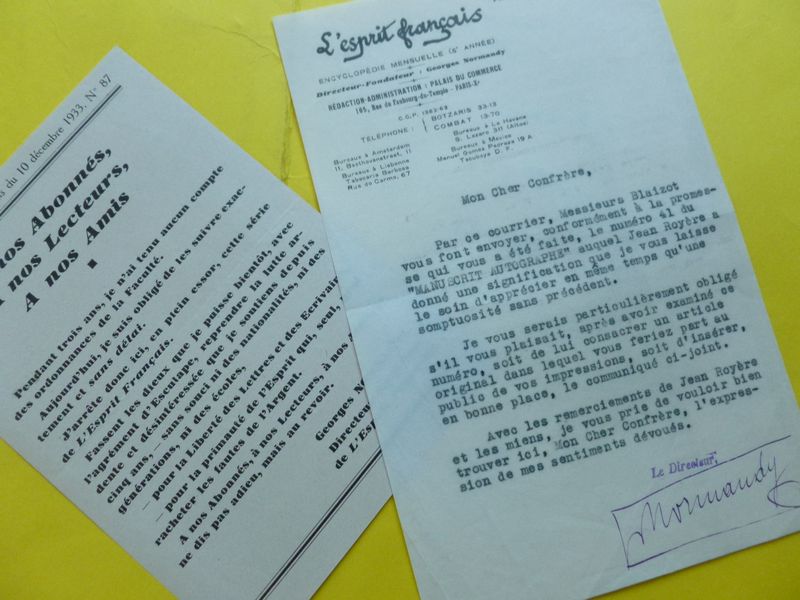 s du 10 décembre 1933. N° 87
nos Abonnés,
A nos Lecteurs,
A nos Amis
Pendant trois ans, je n'ai tenu aucun compte
des ordonnances de la Faculté.
Aujourd'hui, je suis obligé de les suivre exac-
tement et sans délai.
J'arrête donc ici, en plein essor, cette série
de L'Esprit Français.
Fassent les dieux que je puisse bientôt avec
l'agrément d'Esculape, reprendre la lutte ar-
dente et désintéressée que je soutiens depuis
cinq ans, — sans souci ni des nationalités, ni des
générations, ni des écoles,
— pour la Liberté des Lettres et des Ecrivai
— pour la primauté de l'Esprit qui, seul,
racheter les fautes de l'Argent.
A nos Abonnés, à nos Lecteurs, à nos
ne dis pas adieu, mais au revoir.
Georges No
Directeu
de L'Esp
L'esprit français
ENCYCLOPÉDIE MENSUELLE (5e ANNÉE)
Directeur-Fondateur : Georges Normandy
RÉDACTION-ADMINISTRATION : PALAIS DU COMMERCE
105, Rue du Faubourg-du-Temple - PARIS-Xe
C.C.P. 1362-63
TÉLÉPHONE : BOTZARIS 33-13
COMBAT 13-70
Bureaux à Amsterdam
11, Beethovenstraat, 11
Bureaux à Lisbonne
Tabacaria Barbosa
Rua do Carmo, 67
Bureaux à La Havane
S. Lazaro 311 (Altos)
Bureaux à Mexico
Manuel Gomez Pedraza 19 A
Tacubaya D. F.
Mon Cher Confrère,
Par ce courrier, Messieurs Blaizot
vous font envoyer, conformément à la promes-
se qui vous a été faite, le numéro 41 du
"MANUSCRIT AUTOGRAPHE" auquel Jean Royère a
donné une signification que je vous laisse
le soin d'apprécier en même temps qu'une
somptuosité sans précédent.
Je vous serais particulièrement obligé
s'il vous plaisait, après avoir examiné ce
numéro, soit de lui consacrer un article
original dans lequel vous feriez part au
public de vos impressions, soit d'insérer,
en bonne place, le communiqué ci-joint.
Avec les remerciements de Jean Royère
et les miens, je vous prie de vouloir bien
trouver ici, Mon Cher Confrère, l'expres-
sion de mes sentiments dévoués.
Le Directeur,
Normandy